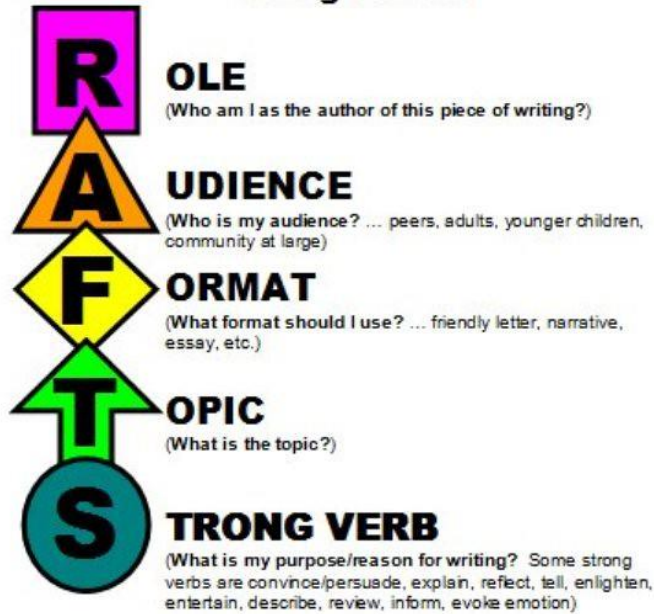 R OLE
(Who am I as the author of this piece of writing?)
A UDIENCE
(Who is my audience? ... peers, adults, younger children,
community at large)
F ORMAT
(What format should I use? ... friendly letter, narrative,
essay, etc.)
T OPIC
(What is the topic?)
S TRONG VERB
(What is my purpose/reason for writing? Some strong
verbs are convince/persuade, explain, reflect, tell, enlighten,
entertain, describe, review, inform, evoke emotion)